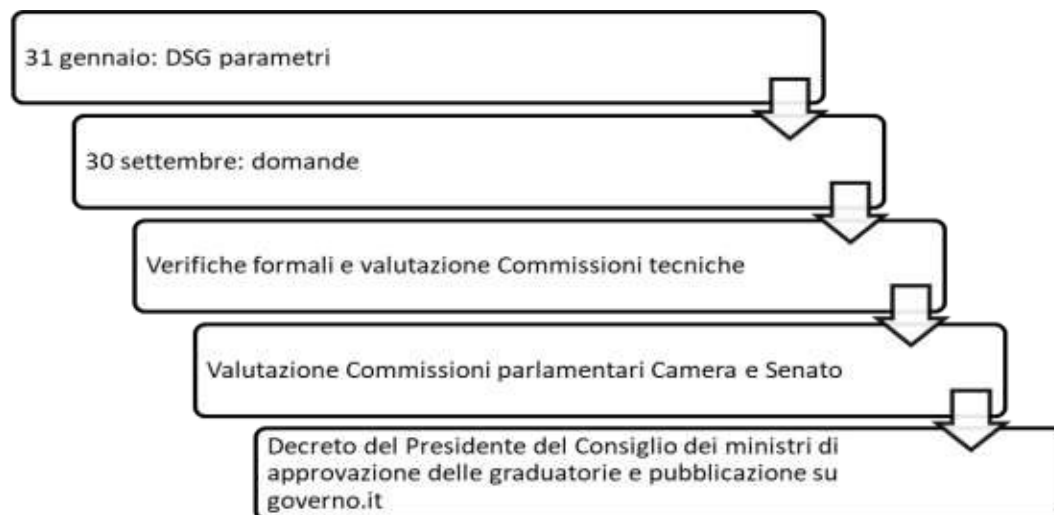 31 gennaio: DSG parametri
30 settembre: domande
Verifiche formali e valutazione Commissioni tecniche
Valutazione Commissioni parlamentari Camera e Senato
Decreto del Presidente del Consiglio dei ministri di
approvazione delle graduatorie e pubblicazione su
governo.it